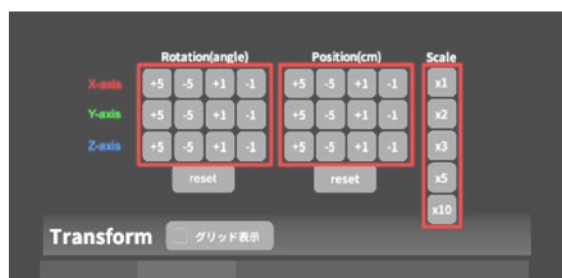 Rotation(angle) Position(cm) Scale
X-axis +5 -5 +1 -1 +5 -5 +1 -1 x1
Y-axis +5 -5 +1 -1 +5 -5 +1 -1 x2
Z-axis +5 -5 +1 -1 +5 -5 +1 -1 x3
reset reset x5
x10
Transform グリッド表示